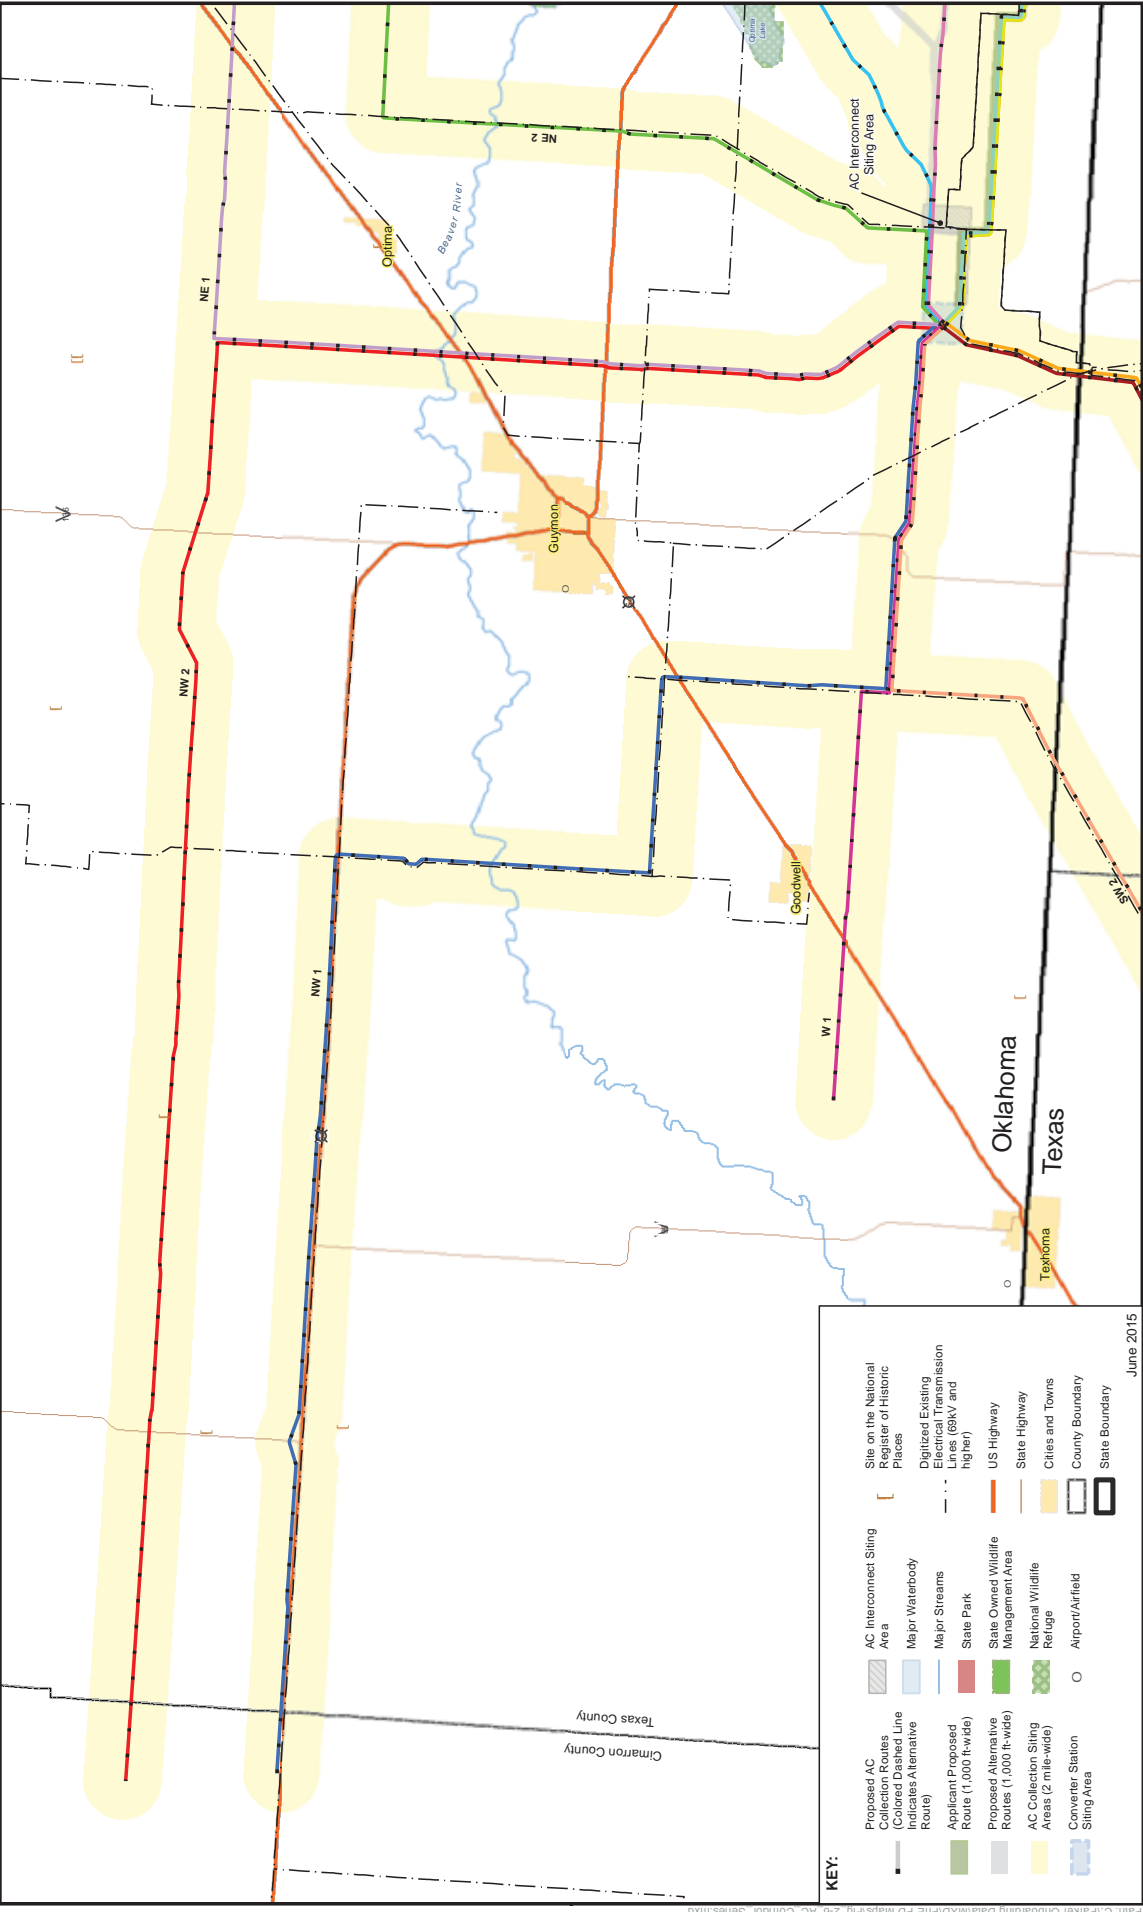 NE 1
NE 2
NW 2
NW 1
W 1
SW 2
Optima
Beaver River
Optima
Lake
AC Interconnect
Siting Area
Guymon
Goodwell
Texhoma
Oklahoma
Texas
Texas County
Cimarron County
KEY:
Proposed AC
Collection Routes
(Colored Dashed Line
Indicates Alternative
Route)
Applicant Proposed
Route (1,000 ft-wide)
Proposed Alternative
Routes (1,000 ft-wide)
AC Collection Siting
Areas (2 mile-wide)
Converter Station
Siting Area
AC Interconnect Siting
Area
Major Waterbody
Major Streams
State Park
State Owned Wildlife
Management Area
National Wildlife
Refuge
Airport/Airfield
Site on the National
Register of Historic
Places
Digitized Existing
Electrical Transmission
Lines (69kV and
higher)
US Highway
State Highway
Cities and Towns
County Boundary
State Boundary
June 2015